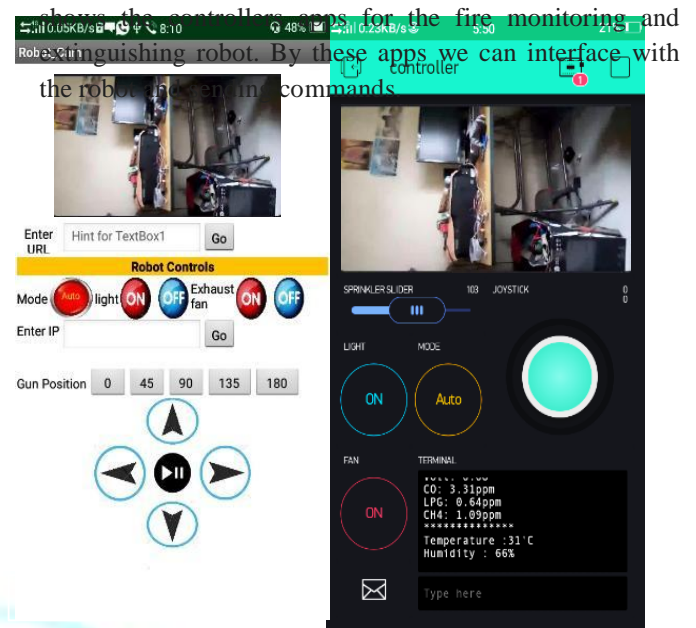 shows the controllers apps for the fire monitoring and
extinguishing robot. By these apps we can interface with
the robot and sending commands.
0.05KB/s 8:10 48%
Enter URL
Hint for TextBox1
Go
Robot Controls
Mode Auto light ON OFF Exhaust fan ON OFF
Enter IP
Go
Gun Position 0 45 90 135 180
0.23KB/s 5:50
controller
1
SPRINKLER SLIDER 103 JOYSTICK 0
0
LIGHT MODE
ON Auto
FAN TERMINAL
ON
CO: 3.31ppm
LPG: 0.64ppm
CH4: 1.09ppm
**************
Temperature :31'C
Humidity : 66%
Type here